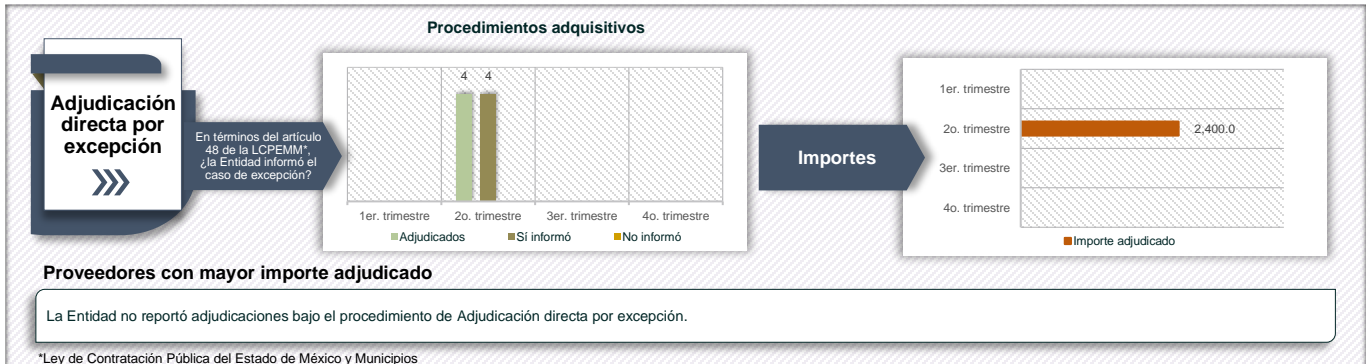 Adjudicación
directa por
excepción
En términos del artículo
48 de la LCPEMM*,
¿la Entidad informó el
caso de excepción?
Procedimientos adquisitivos
4 4
1er. trimestre 2o. trimestre 3er. trimestre 4o. trimestre
Adjudicados Sí informó No informó
Importes
1er. trimestre
2o. trimestre 2,400.0
3er. trimestre
4o. trimestre
Importe adjudicado
Proveedores con mayor importe adjudicado
La Entidad no reportó adjudicaciones bajo el procedimiento de Adjudicación directa por excepción.
*Ley de Contratación Pública del Estado de México y Municipios